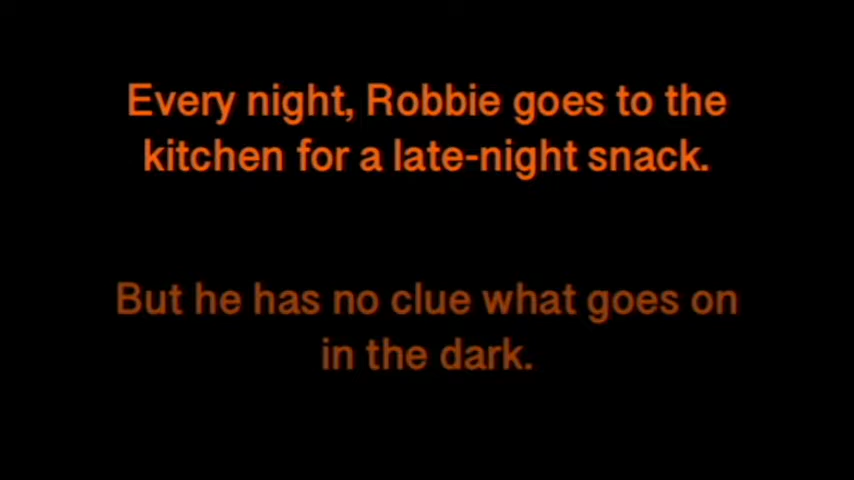 Every night, Robbie goes to the
kitchen for a late-night snack.
But he has no clue what goes on
in the dark.